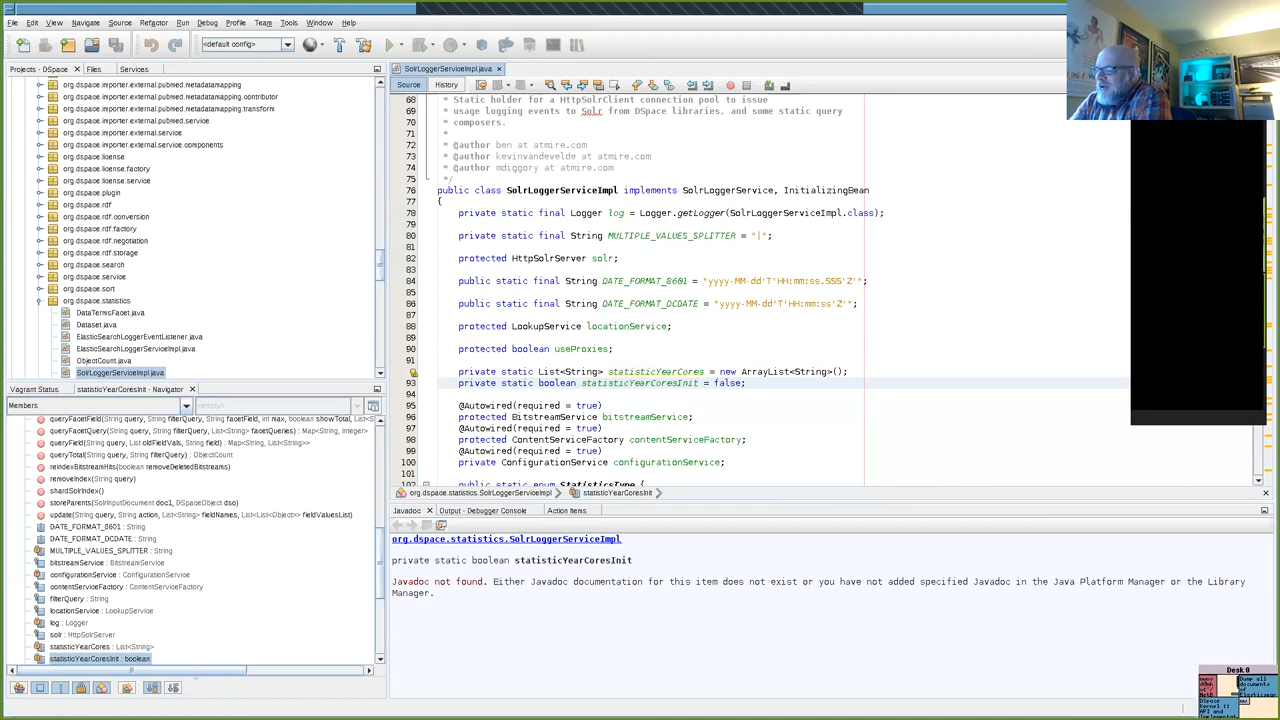 File Edit View Navigate Source Refactor Run Debug Profile Team Tools Window Help
<default config>
Projects - DSpace Files Services
org.dspace.importer.external.pubmed.metadatamapping
org.dspace.importer.external.pubmed.metadatamapping.contributor
org.dspace.importer.external.pubmed.metadatamapping.transform
org.dspace.importer.external.pubmed.service
org.dspace.importer.external.service
org.dspace.importer.external.service.components
org.dspace.license
org.dspace.license.factory
org.dspace.license.service
org.dspace.plugin
org.dspace.rdf
org.dspace.rdf.conversion
org.dspace.rdf.factory
org.dspace.rdf.negotiation
org.dspace.rdf.storage
org.dspace.search
org.dspace.service
org.dspace.sort
org.dspace.statistics
DataTermsFacet.java
Dataset.java
ElasticSearchLoggerEventListener.java
ElasticSearchLoggerServiceImpl.java
ObjectCount.java
SolrLoggerServiceImpl.java
Vagrant Status statisticYearCoresInit - Navigator
Members <empty>
queryFacetField(String query, String filterQuery, String facetField, int max, boolean showTotal, List<S
queryFacetQuery(String query, String filterQuery, List<String> facetQueries) : Map<String, Integer>
queryField(String query, List oldFieldVals, String field) : Map<String, List<String>>
queryTotal(String query, String filterQuery) : ObjectCount
reindexBitstreamHits(boolean removeDeletedBitstreams)
removeIndex(String query)
shardSolrIndex()
storeParents(SolrInputDocument doc1, DSpaceObject dso)
update(String query, String action, List<String> fieldNames, List<List<Object>> fieldValuesList)
DATE_FORMAT_8601 : String
DATE_FORMAT_DCDATE : String
MULTIPLE_VALUES_SPLITTER : String
bitstreamService : BitstreamService
configurationService : ConfigurationService
contentServiceFactory : ContentServiceFactory
filterQuery : String
locationService : LookupService
log : Logger
solr : HttpSolrServer
statisticYearCores : List<String>
statisticYearCoresInit : boolean
SolrLoggerServiceImpl.java
Source History
68 * Static holder for a HttpSolrClient connection pool to issue
69 * usage logging events to Solr from DSpace libraries, and some static query
70 * composers.
71 *
72 * @author ben at atmire.com
73 * @author kevinvandevelde at atmire.com
74 * @author mdiggory at atmire.com
75 */
76 public class SolrLoggerServiceImpl implements SolrLoggerService, InitializingBean
77 {
78 private static final Logger log = Logger.getLogger(SolrLoggerServiceImpl.class);
79
80 private static final String MULTIPLE_VALUES_SPLITTER = "|";
81
82 protected HttpSolrServer solr;
83
84 public static final String DATE_FORMAT_8601 = "yyyy-MM-dd'T'HH:mm:ss.SSS'Z'";
85
86 public static final String DATE_FORMAT_DCDATE = "yyyy-MM-dd'T'HH:mm:ss'Z'";
87
88 protected LookupService locationService;
89
90 protected boolean useProxies;
91
private static List<String> statisticYearCores = new ArrayList<String>();
93 private static boolean statisticYearCoresInit = false;
94
95 @Autowired(required = true)
96 protected BitstreamService bitstreamService;
97 @Autowired(required = true)
98 protected ContentServiceFactory contentServiceFactory;
99 @Autowired(required = true)
100 private ConfigurationService configurationService;
101
public static enum StatisticsType {
org.dspace.statistics.SolrLoggerServiceImpl statisticYearCoresInit
Javadoc Output - Debugger Console Action Items
org.dspace.statistics.SolrLoggerServiceImpl
private static boolean statisticYearCoresInit
Javadoc not found. Either Javadoc documentation for this item does not exist or you have not added specified Javadoc in the Java Platform Manager or the Library
Manager.
Desk 0
Dump all
documents
DSpace
Kernel ::
API and